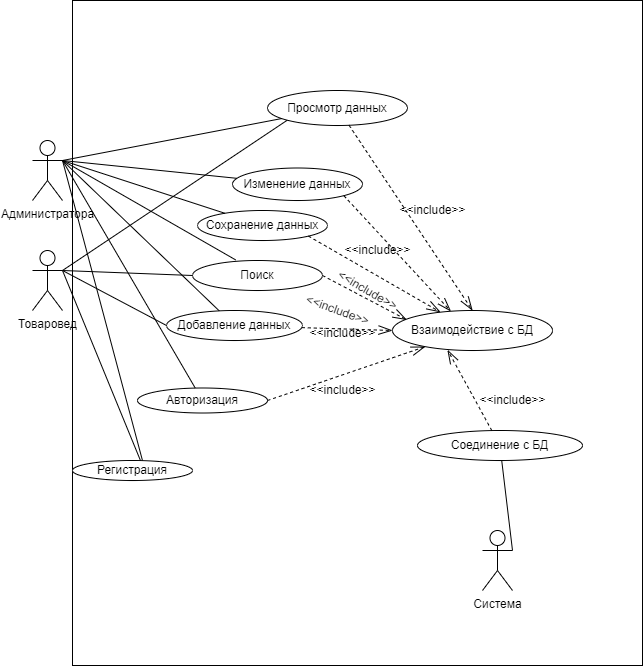 Просмотр данных
Администратора
Изменение данных
<<include>>
Сохранение данных
<<include>>
Поиск
<<include>>
<<include>>
Товаровед
Добавление данных
<<include>>
Взаимодействие с БД
Авторизация
<<include>>
<<include>>
Соединение с БД
Регистрация
Система